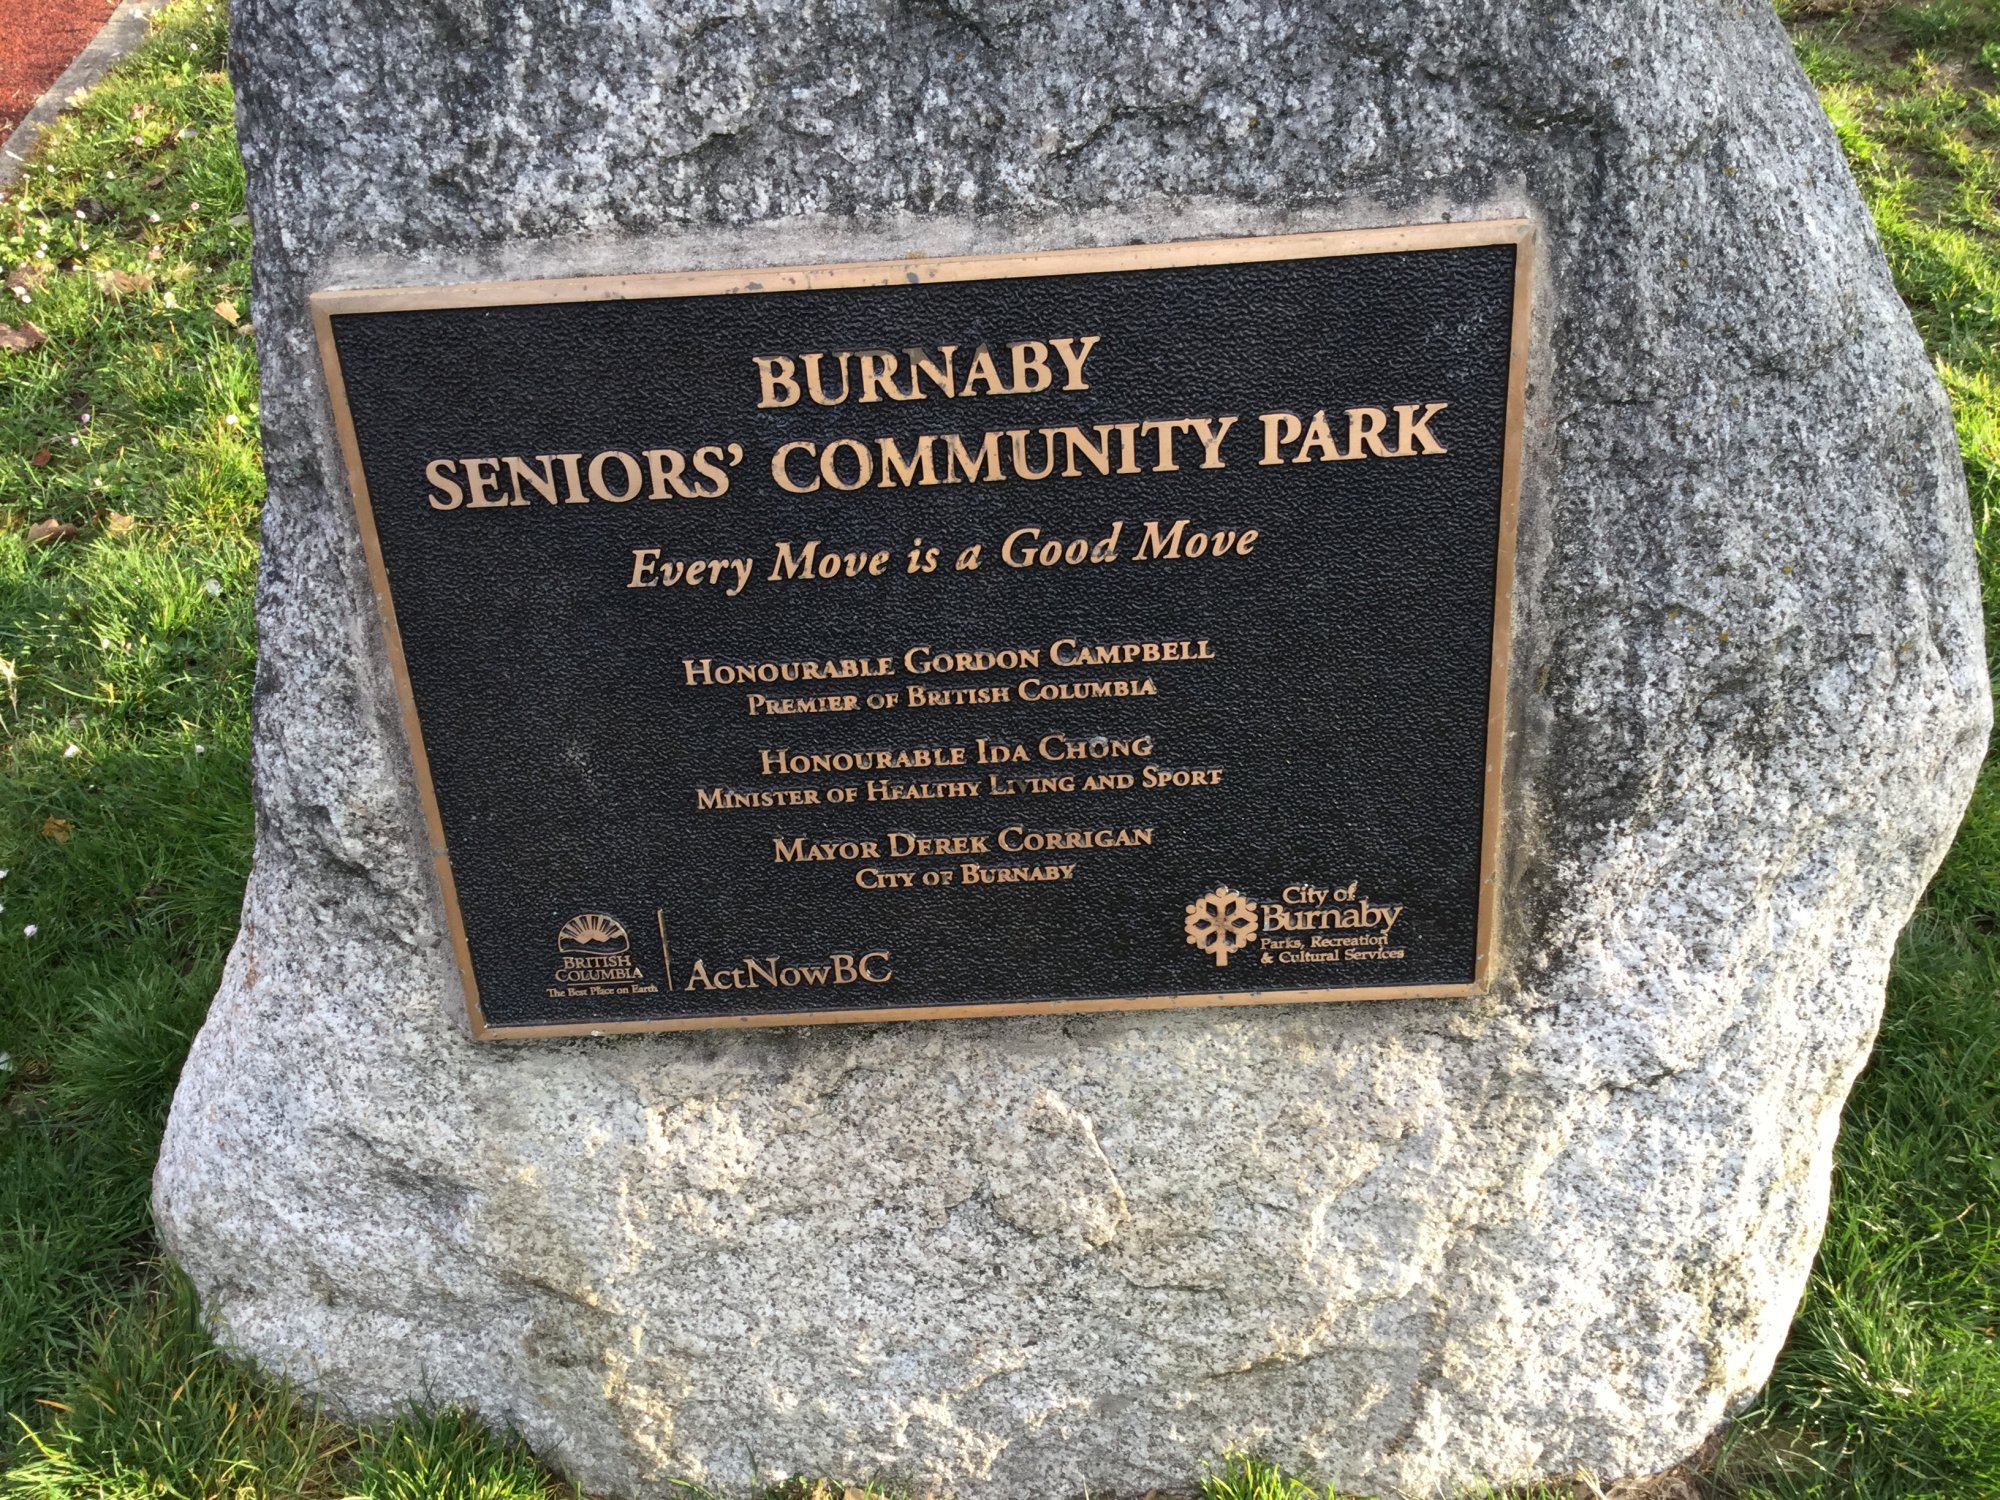 BURNABY
SENIORS' COMMUNITY PARK
Every Move is a Good Move
HONOURABLE GORDON CAMPBELL
PREMIER OF BRITISH COLUMBIA
HONOURABLE IDA CHONG
MINISTER OF HEALTHY LIVING AND SPORT
MAYOR DEREK CORRIGAN
CITY OF BURNABY
BRITISH
COLUMBIA
The Best Place on Earth
ActNowBC
City of
Burnaby
Parks, Recreation
& Cultural Services